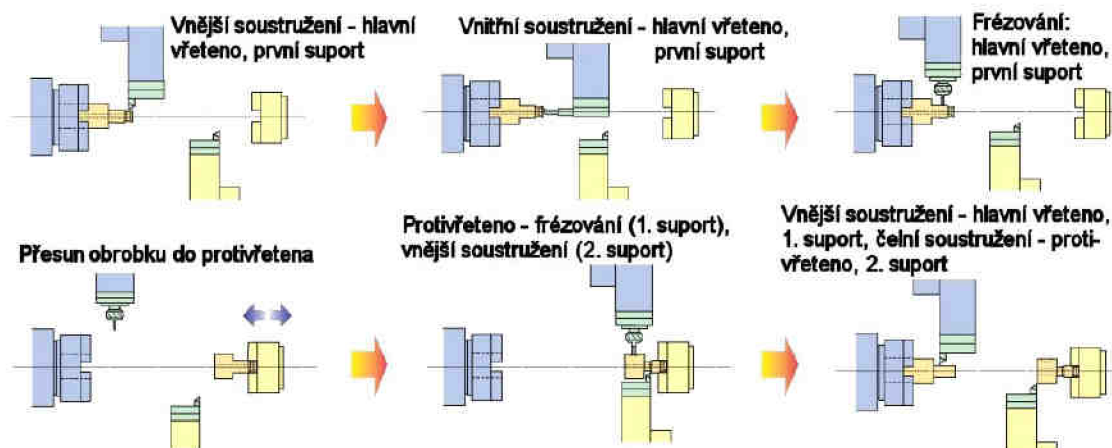 Vnější soustružení - hlavní
vřeteno, první suport
Vnitřní soustružení - hlavní vřeteno,
první suport
Frézování:
hlavní vřeteno,
první suport
Přesun obrobku do protivřetena
Protivřeteno - frézování (1. suport),
vnější soustružení (2. suport)
Vnější soustružení - hlavní vřeteno,
1. suport, čelní soustružení - proti-
vřeteno, 2. suport